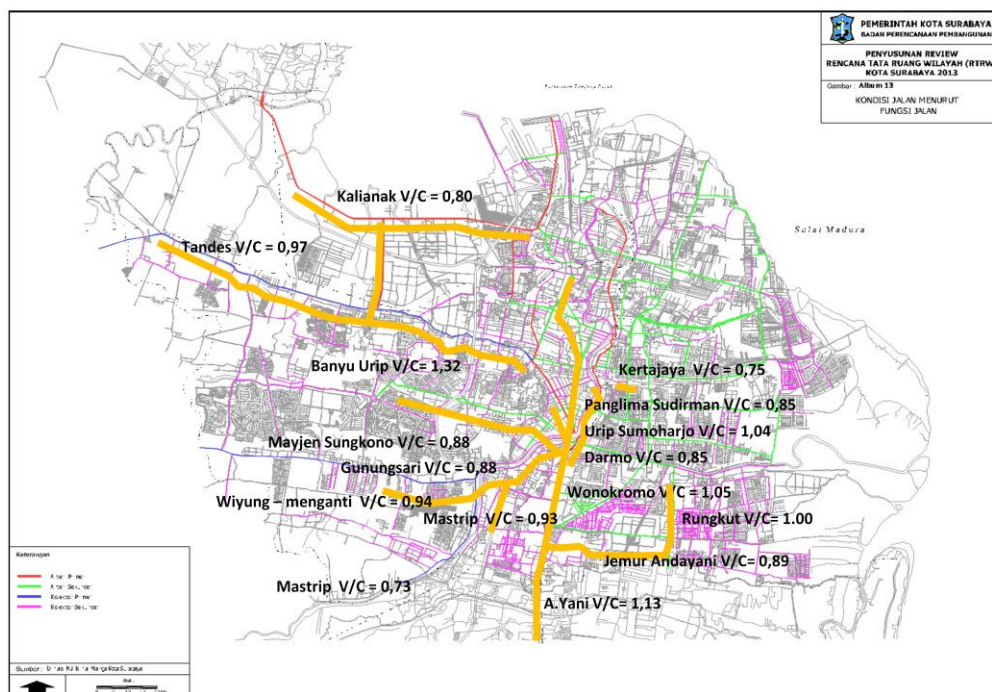 PEMERINTAH KOTA SURABAYA
BADAN PERENCANAAN PEMBANGUNAN
PENYUSUNAN REVIEW
RENCANA TATA RUANG WILAYAH (RTRW)
KOTA SURABAYA 2013
Gambar : Album 13
KONDISI JALAN MENURUT
FUNGSI JALAN
Kalianak V/C = 0,80
Selat Madura
Tandes V/C = 0,97
Banyu Urip V/C= 1,32
Kertajaya V/C = 0,75
Panglima Sudirman V/C = 0,85
Urip Sumoharjo V/C = 1,04
Mayjen Sungkono V/C = 0,88
Darmo V/C = 0,85
Gunungsari V/C = 0,88
Wonokromo V/C = 1,05
Wiyung – menganti V/C = 0,94
Mastrip V/C = 0,93
Rungkut V/C= 1.00
Jemur Andayani V/C = 0,89
Mastrip V/C = 0,73
A.Yani V/C= 1,13
Keterangan
Sumber: